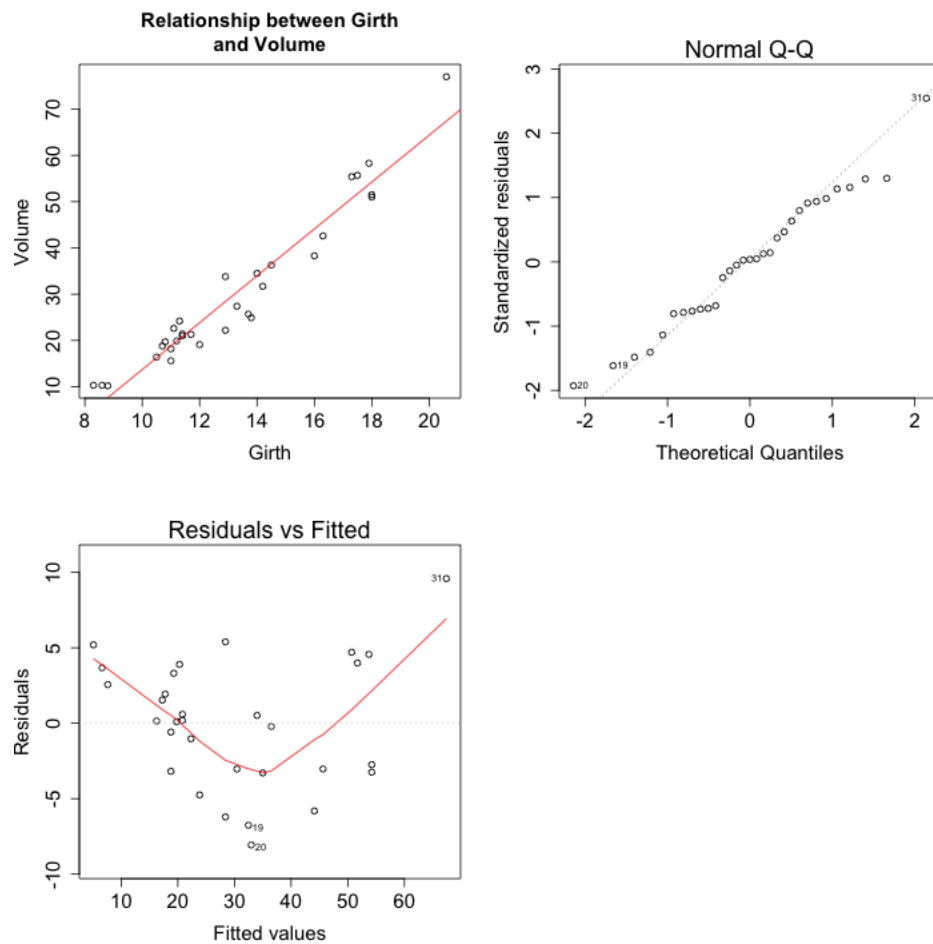 Relationship between Girth
and Volume
Volume
10 20 30 40 50 60 70
8 10 12 14 16 18 20
Girth
Normal Q-Q
Standardized residuals
-2 -1 0 1 2 3
31
19
20
-2 -1 0 1 2
Theoretical Quantiles
Residuals vs Fitted
Residuals
-10 -5 0 5 10
31
19
20
10 20 30 40 50 60
Fitted values